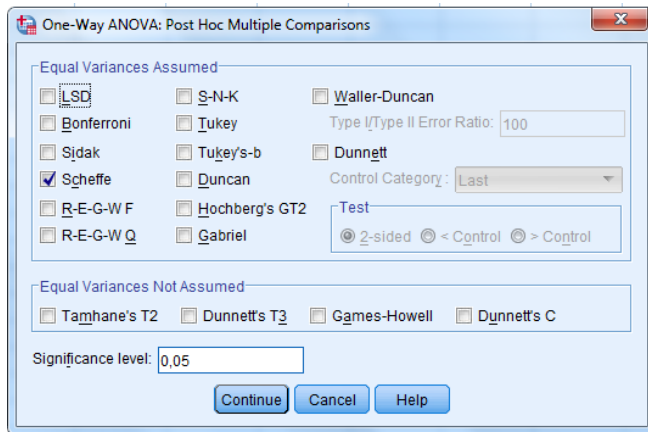 One-Way ANOVA: Post Hoc Multiple Comparisons
Equal Variances Assumed
LSD S-N-K Waller-Duncan
Bonferroni Tukey Type I/Type II Error Ratio: 100
Sidak Tukey's-b Dunnett
Scheffe Duncan Control Category : Last
R-E-G-W F Hochberg's GT2 Test
R-E-G-W Q Gabriel 2-sided < Control > Control
Equal Variances Not Assumed
Tamhane's T2 Dunnett's T3 Games-Howell Dunnett's C
Significance level: 0,05
Continue Cancel Help